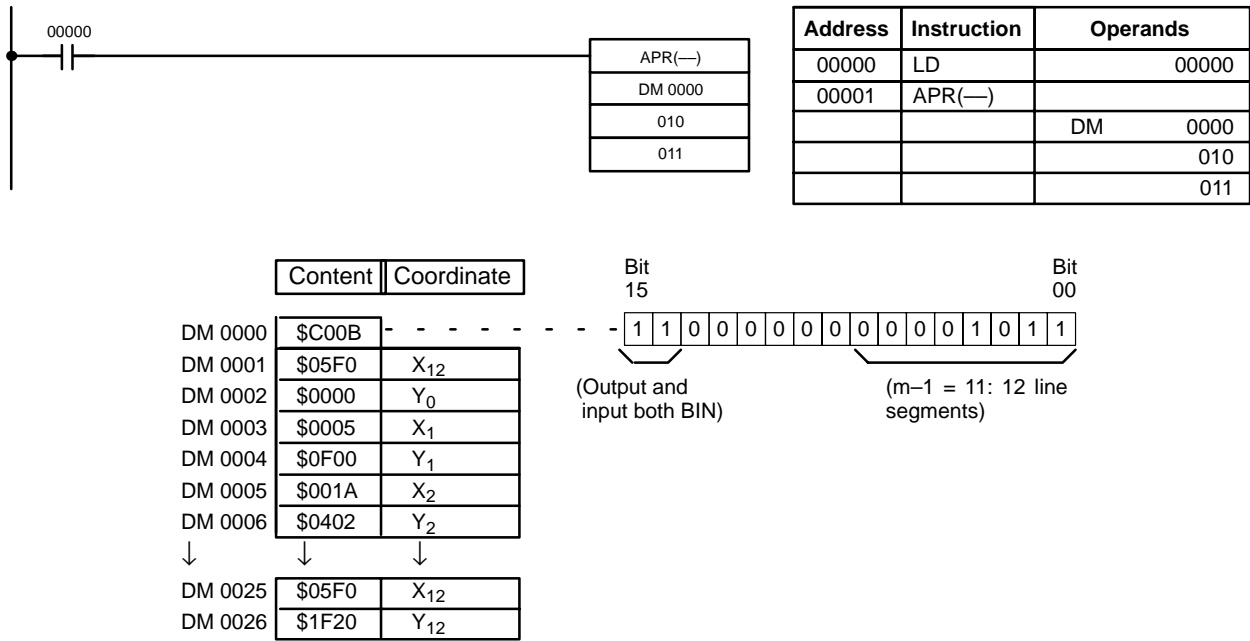 00000
APR(—)
DM 0000
010
011
Address Instruction Operands
00000 LD 00000
00001 APR(—)
DM 0000
010
011
Content Coordinate
Bit
15
Bit
00
DM 0000 $C00B 1 1 0 0 0 0 0 0 0 0 0 0 1 0 1 1
DM 0001 $05F0 X12
DM 0002 $0000 Y0
DM 0003 $0005 X1
DM 0004 $0F00 Y1
DM 0005 $001A X2
DM 0006 $0402 Y2
↓ ↓ ↓
DM 0025 $05F0 X12
DM 0026 $1F20 Y12
(Output and
input both BIN)
(m–1 = 11: 12 line
segments)